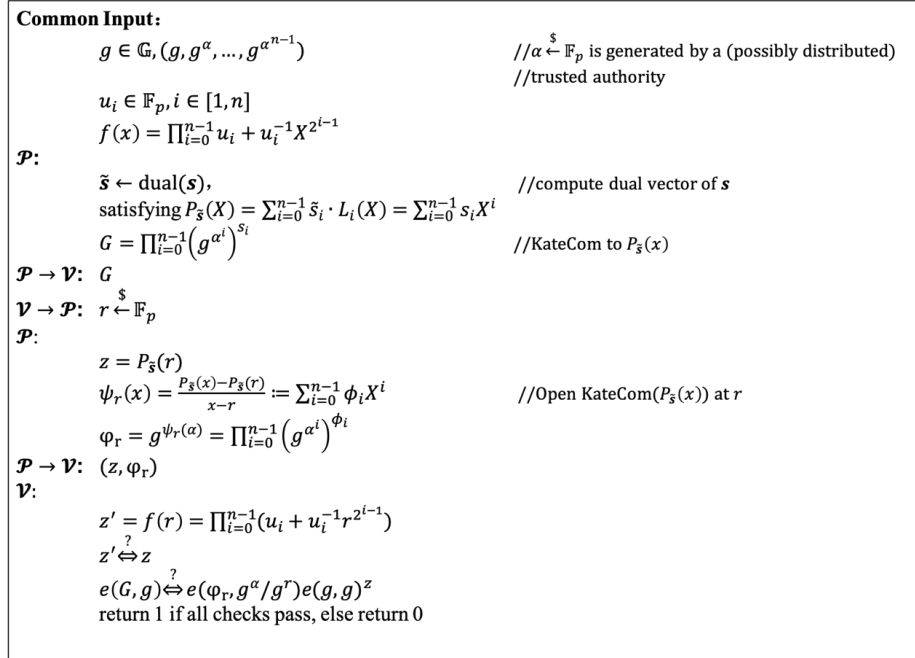 Common Input：
g ∈ 𝔾, (g, g^α, …, g^{α^{n−1}}) //α ←$ 𝔽_p is generated by a (possibly distributed)
//trusted authority
u_i ∈ 𝔽_p, i ∈ [1, n]
f(x) = ∏_{i=0}^{n−1} u_i + u_i^{−1} X^{2^{i−1}}
𝓟:
s̃ ← dual(s), //compute dual vector of s
satisfying P_s̃(X) = ∑_{i=0}^{n−1} s̃_i · L_i(X) = ∑_{i=0}^{n−1} s_i X^i
G = ∏_{i=0}^{n−1} (g^{α^i})^{s_i} //KateCom to P_s̃(x)
𝓟 → 𝓥: G
𝓥 → 𝓟: r ←$ 𝔽_p
𝓟:
z = P_s̃(r)
ψ_r(x) = (P_s̃(x)−P_s̃(r))/(x−r) := ∑_{i=0}^{n−1} ϕ_i X^i //Open KateCom(P_s̃(x)) at r
φ_r = g^{ψ_r(α)} = ∏_{i=0}^{n−1} (g^{α^i})^{ϕ_i}
𝓟 → 𝓥: (z, φ_r)
𝓥:
z′ = f(r) = ∏_{i=0}^{n−1} (u_i + u_i^{−1} r^{2^{i−1}})
z′ ⇔? z
e(G, g) ⇔? e(φ_r, g^α/g^r)e(g, g)^z
return 1 if all checks pass, else return 0